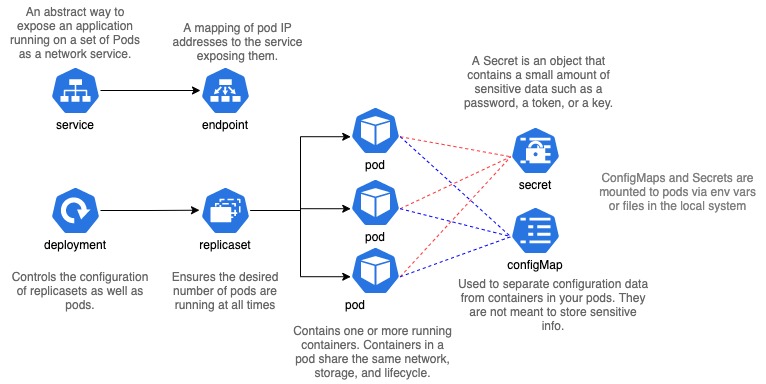 An abstract way to
expose an application
running on a set of Pods
as a network service.
A mapping of pod IP
addresses to the service
exposing them.
service
endpoint
A Secret is an object that
contains a small amount of
sensitive data such as a
password, a token, or a key.
pod
secret
ConfigMaps and Secrets are
mounted to pods via env vars
or files in the local system
deployment
replicaset
pod
configMap
Controls the configuration
of replicasets as well as
pods.
Ensures the desired
number of pods are
running at all times
pod
Used to separate configuration data
from containers in your pods. They
are not meant to store sensitive
info.
Contains one or more running
containers. Containers in a
pod share the same network,
storage, and lifecycle.